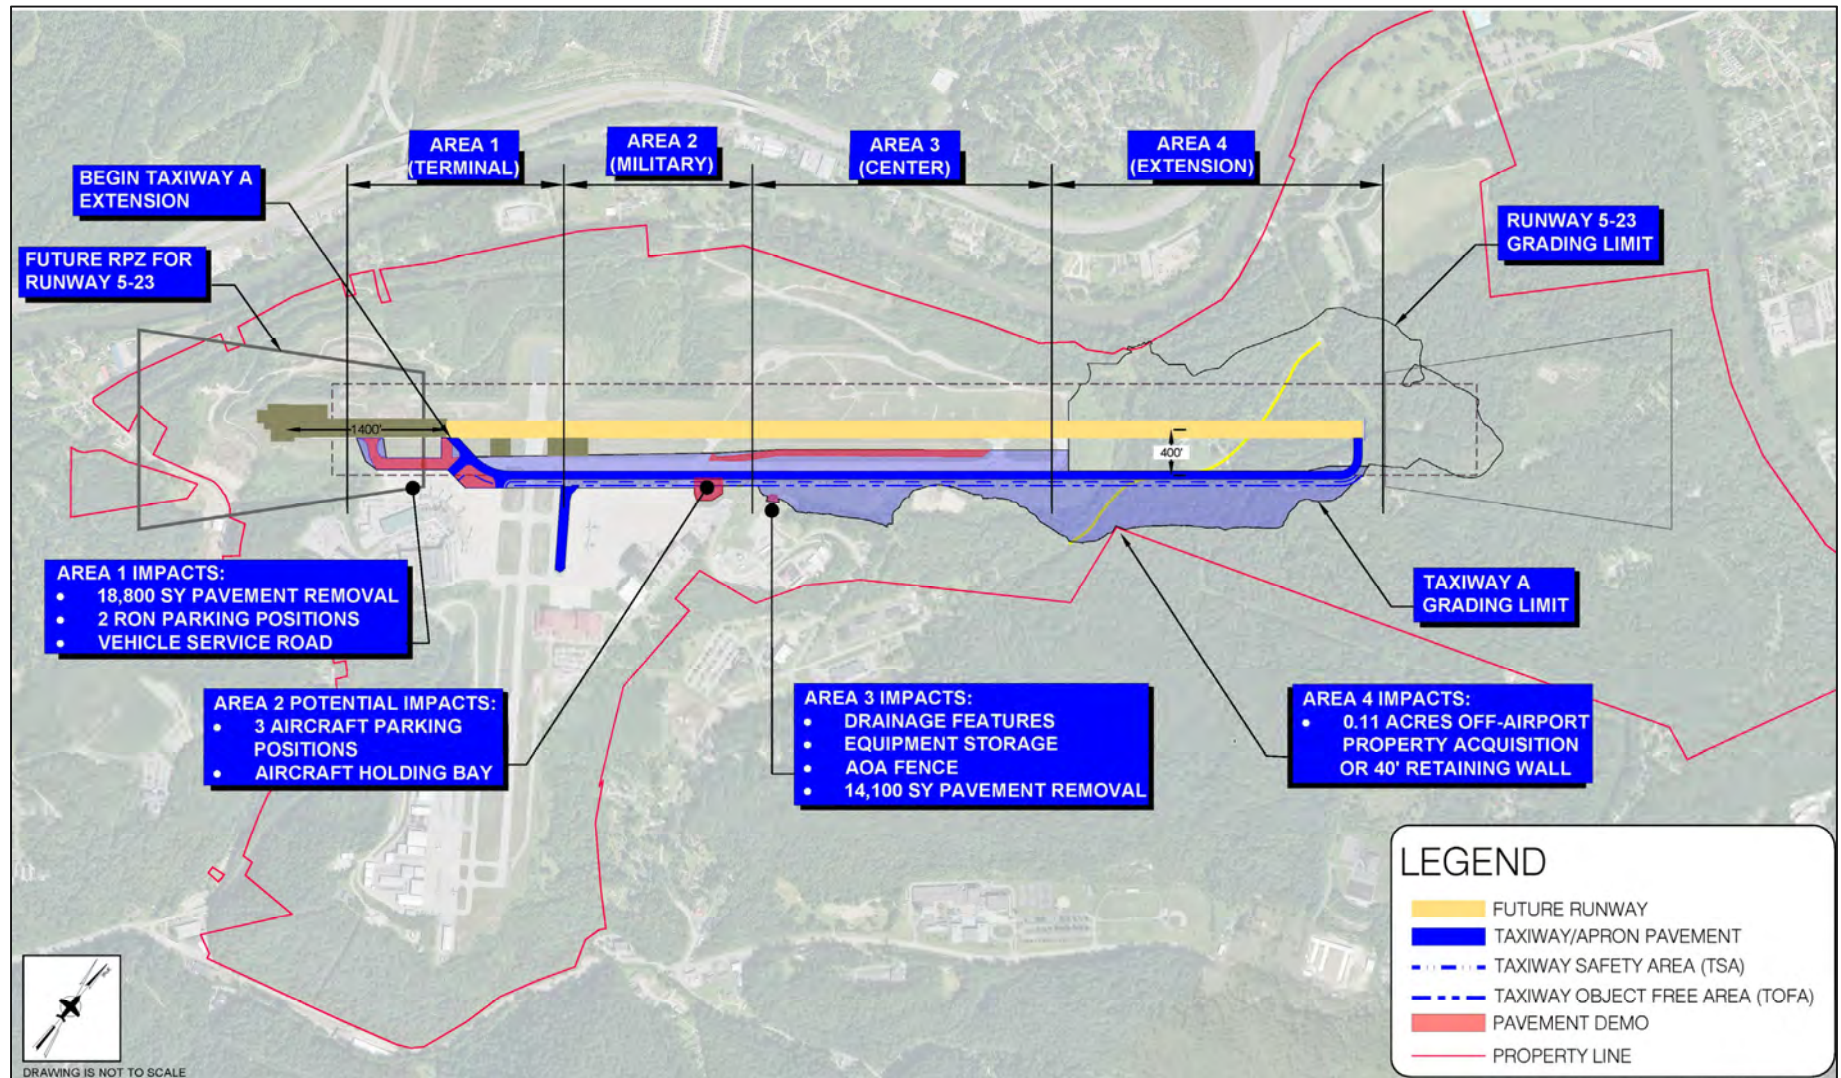 AREA 1
(TERMINAL)
AREA 2
(MILITARY)
AREA 3
(CENTER)
AREA 4
(EXTENSION)
BEGIN TAXIWAY A
EXTENSION
FUTURE RPZ FOR
RUNWAY 5-23
RUNWAY 5-23
GRADING LIMIT
1400'
400'
AREA 1 IMPACTS:
• 18,800 SY PAVEMENT REMOVAL
• 2 RON PARKING POSITIONS
• VEHICLE SERVICE ROAD
TAXIWAY A
GRADING LIMIT
AREA 2 POTENTIAL IMPACTS:
• 3 AIRCRAFT PARKING
POSITIONS
• AIRCRAFT HOLDING BAY
AREA 3 IMPACTS:
• DRAINAGE FEATURES
• EQUIPMENT STORAGE
• AOA FENCE
• 14,100 SY PAVEMENT REMOVAL
AREA 4 IMPACTS:
• 0.11 ACRES OFF-AIRPORT
PROPERTY ACQUISITION
OR 40' RETAINING WALL
LEGEND
FUTURE RUNWAY
TAXIWAY/APRON PAVEMENT
TAXIWAY SAFETY AREA (TSA)
TAXIWAY OBJECT FREE AREA (TOFA)
PAVEMENT DEMO
PROPERTY LINE
DRAWING IS NOT TO SCALE